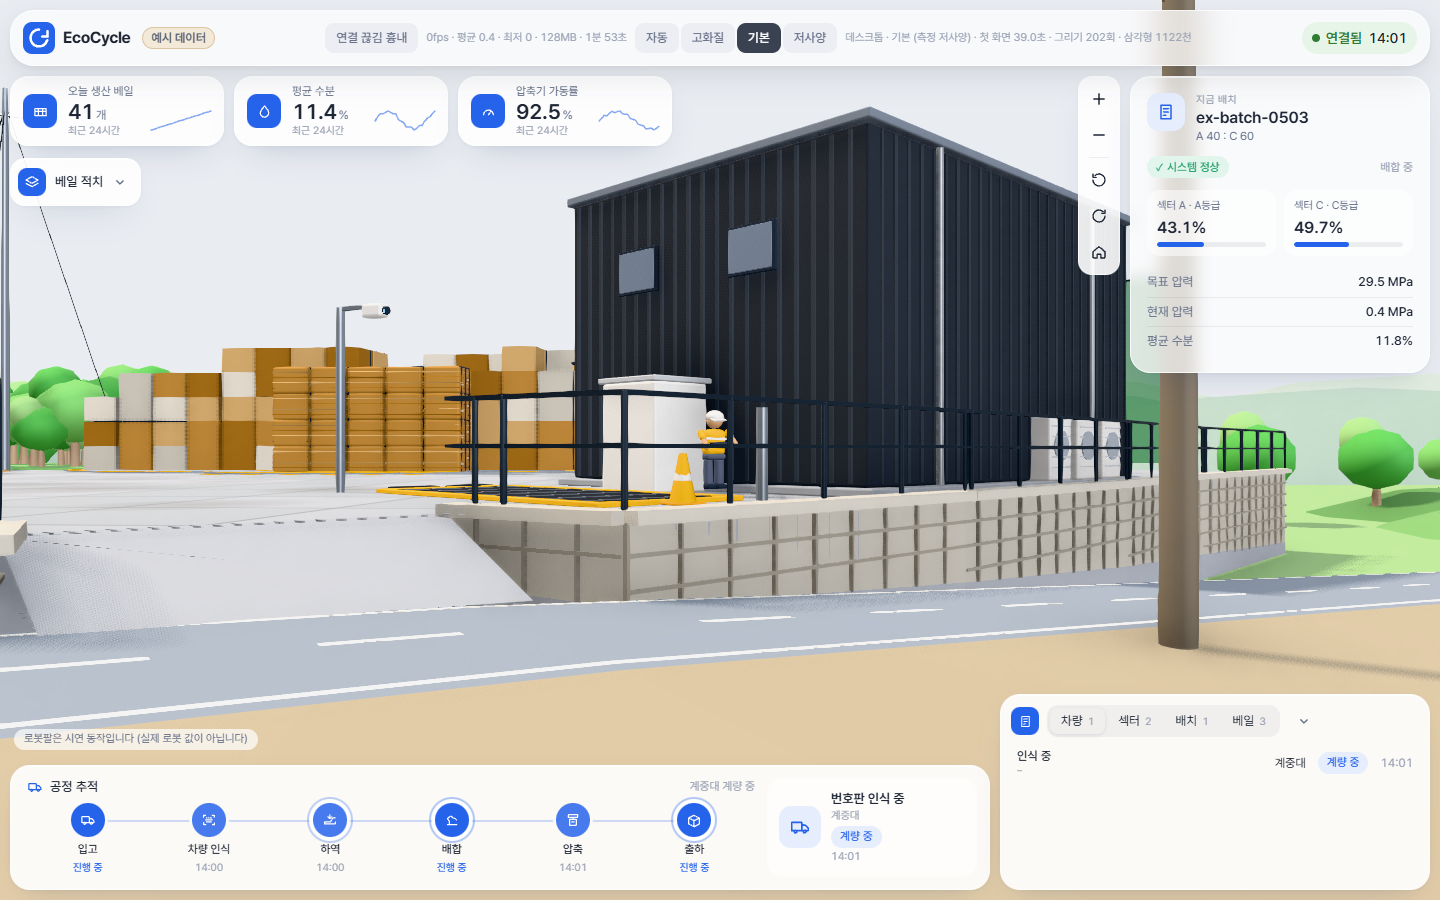 EcoCycle
예시 데이터
연결 끊김 흉내
0fps · 평균 0.4 · 최저 0 · 128MB · 1분 53초
자동
고화질
기본
저사양
데스크톱 · 기본 (측정 저사양) · 첫 화면 39.0초 · 그리기 202회 · 삼각형 1122천
연결됨 14:01
오늘 생산 베일
41개
최근 24시간
평균 수분
11.4%
최근 24시간
압축기 가동률
92.5%
최근 24시간
베일 적치
지금 배치
ex-batch-0503
A 40 : C 60
✓ 시스템 정상
배합 중
섹터 A · A등급
43.1%
섹터 C · C등급
49.7%
목표 압력 29.5 MPa
현재 압력 0.4 MPa
평균 수분 11.8%
로봇팔은 시연 동작입니다 (실제 로봇 값이 아닙니다)
공정 추적
계중대 계량 중
입고
진행 중
차량 인식
14:00
하역
14:00
배합
진행 중
압축
14:01
출하
진행 중
번호판 인식 중
계중대
계량 중
14:01
차량 1
섹터 2
배치 1
베일 3
인식 중
–
계중대
계량 중
14:01